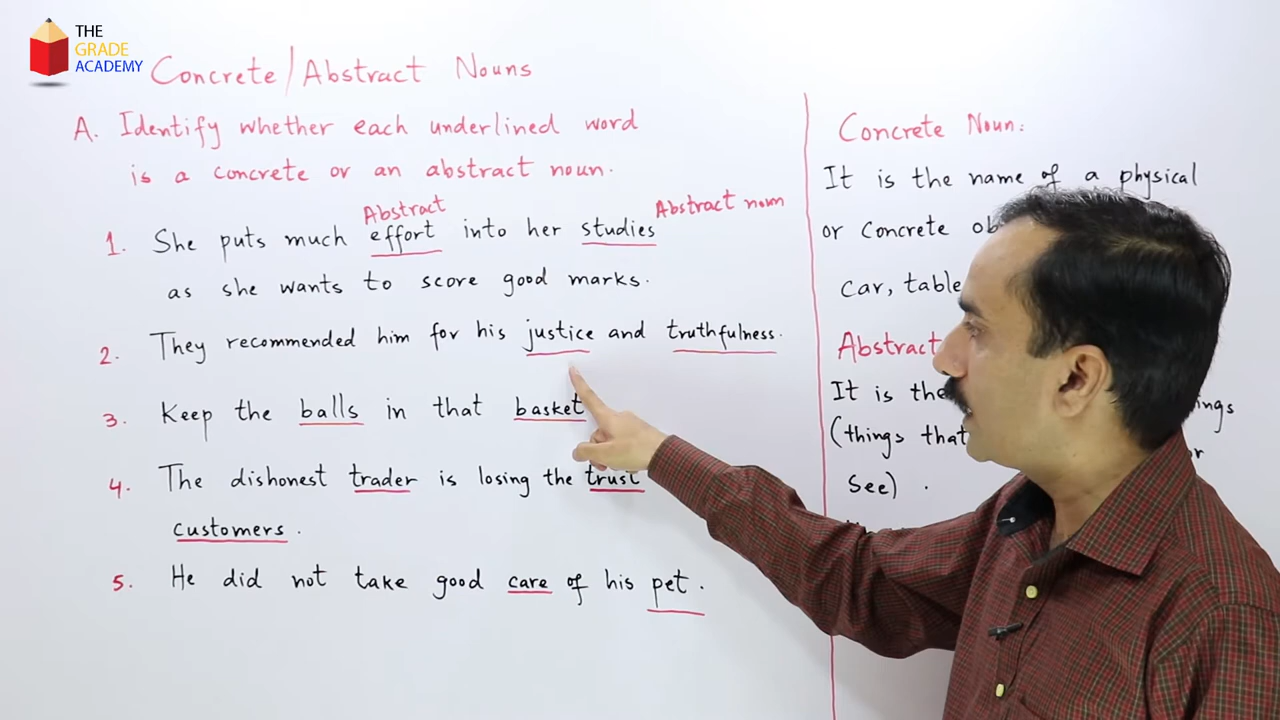 THE
GRADE
ACADEMY
Concrete/Abstract Nouns
A. Identify whether each underlined word
is a concrete or an abstract noun.
Abstract
Abstract noun
1. She puts much effort into her studies
as she wants to score good marks.
2. They recommended him for his justice and truthfulness.
3. Keep the balls in that basket
4. The dishonest trader is losing the trust
customers.
5. He did not take good care of his pet.
Concrete Noun:
It is the name of a physical
or concrete
car, table
Abstract
It is the
(things that
see).